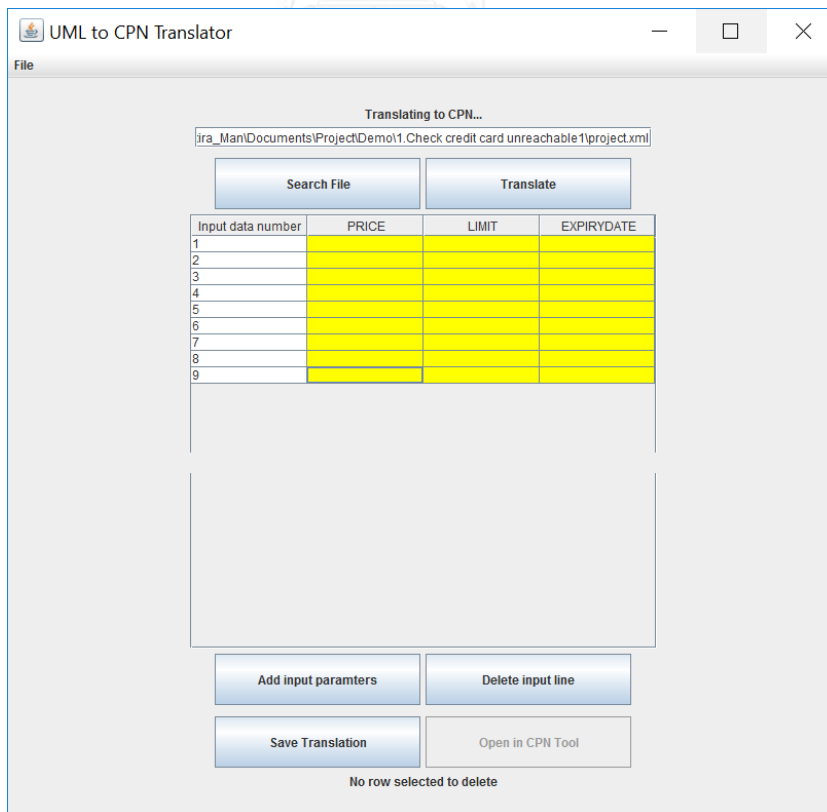 UML to CPN Translator
File
Translating to CPN...
:ira_Man\Documents\Project\Demo\1.Check credit card unreachable1\project.xml
Search File Translate
Input data number PRICE LIMIT EXPIRYDATE
1
2
3
4
5
6
7
8
9
Add input paramters Delete input line
Save Translation Open in CPN Tool
No row selected to delete